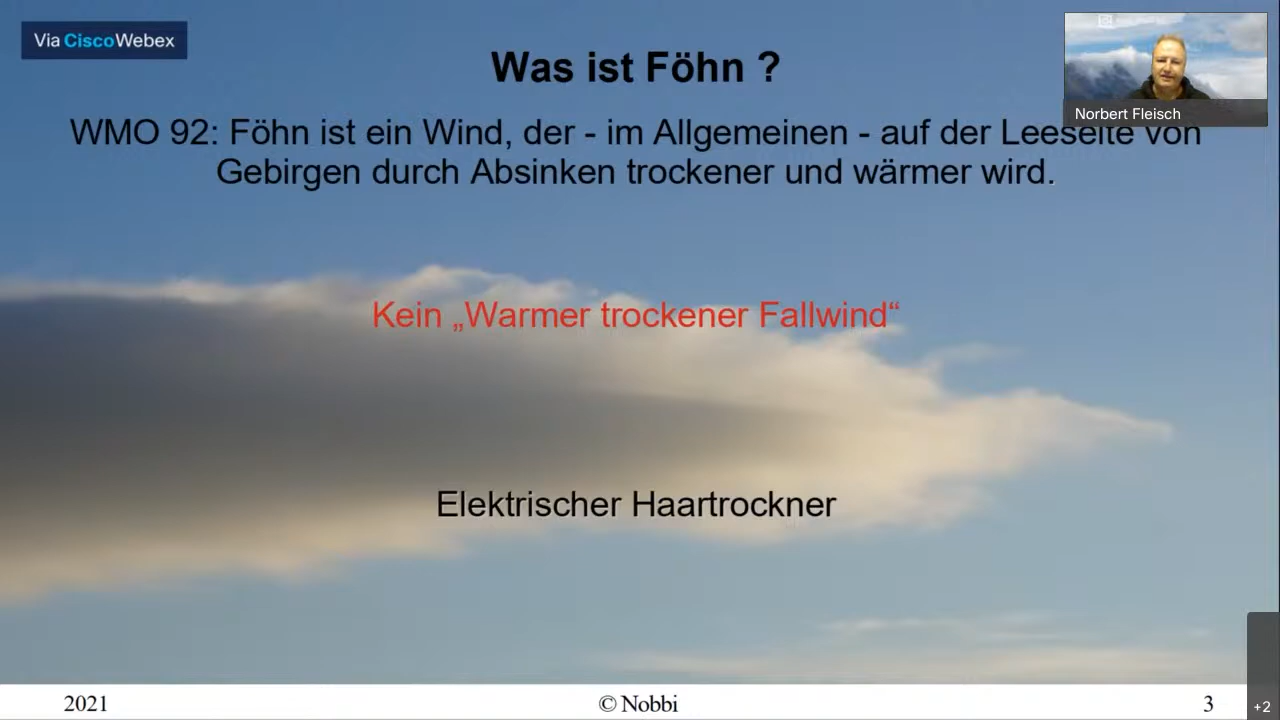 Via CiscoWebex
Was ist Föhn ?
Norbert Fleisch
WMO 92: Föhn ist ein Wind, der - im Allgemeinen - auf der Leeseite von
Gebirgen durch Absinken trockener und wärmer wird.
Kein „Warmer trockener Fallwind“
Elektrischer Haartrockner
2021
© Nobbi
3
+2